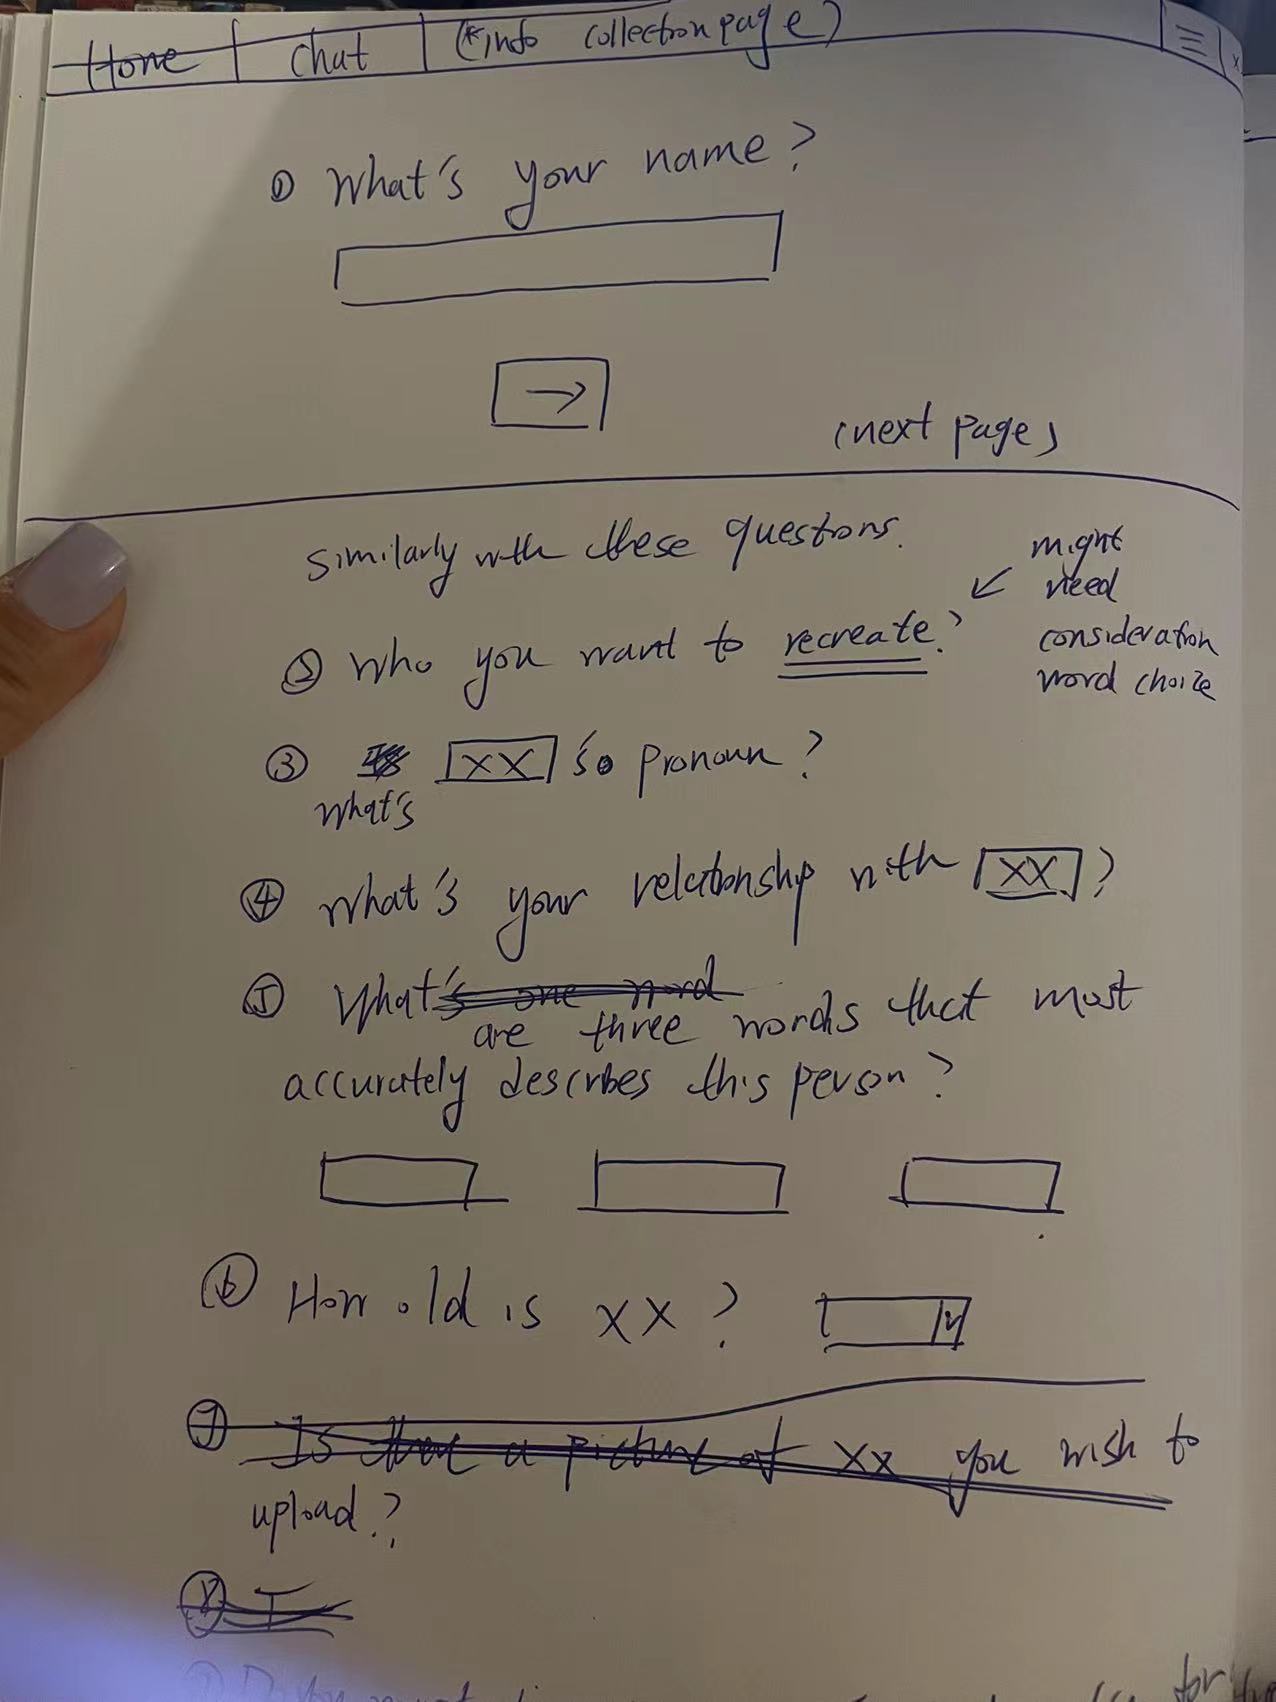 Home | Chat | (*info collection page)
① What's your name?
→
(next page)
Similarly with these questions.
② Who you want to recreate?
might
need
consideration
word choice
③ XX 's pronoun?
What's
④ What's your relationship with XX ?
⑤ What's one word
are three words that most
accurately describes this person?
⑥ How old is XX?
⑦ Is there a picture of XX you wish to
upload?
⑧ I
for